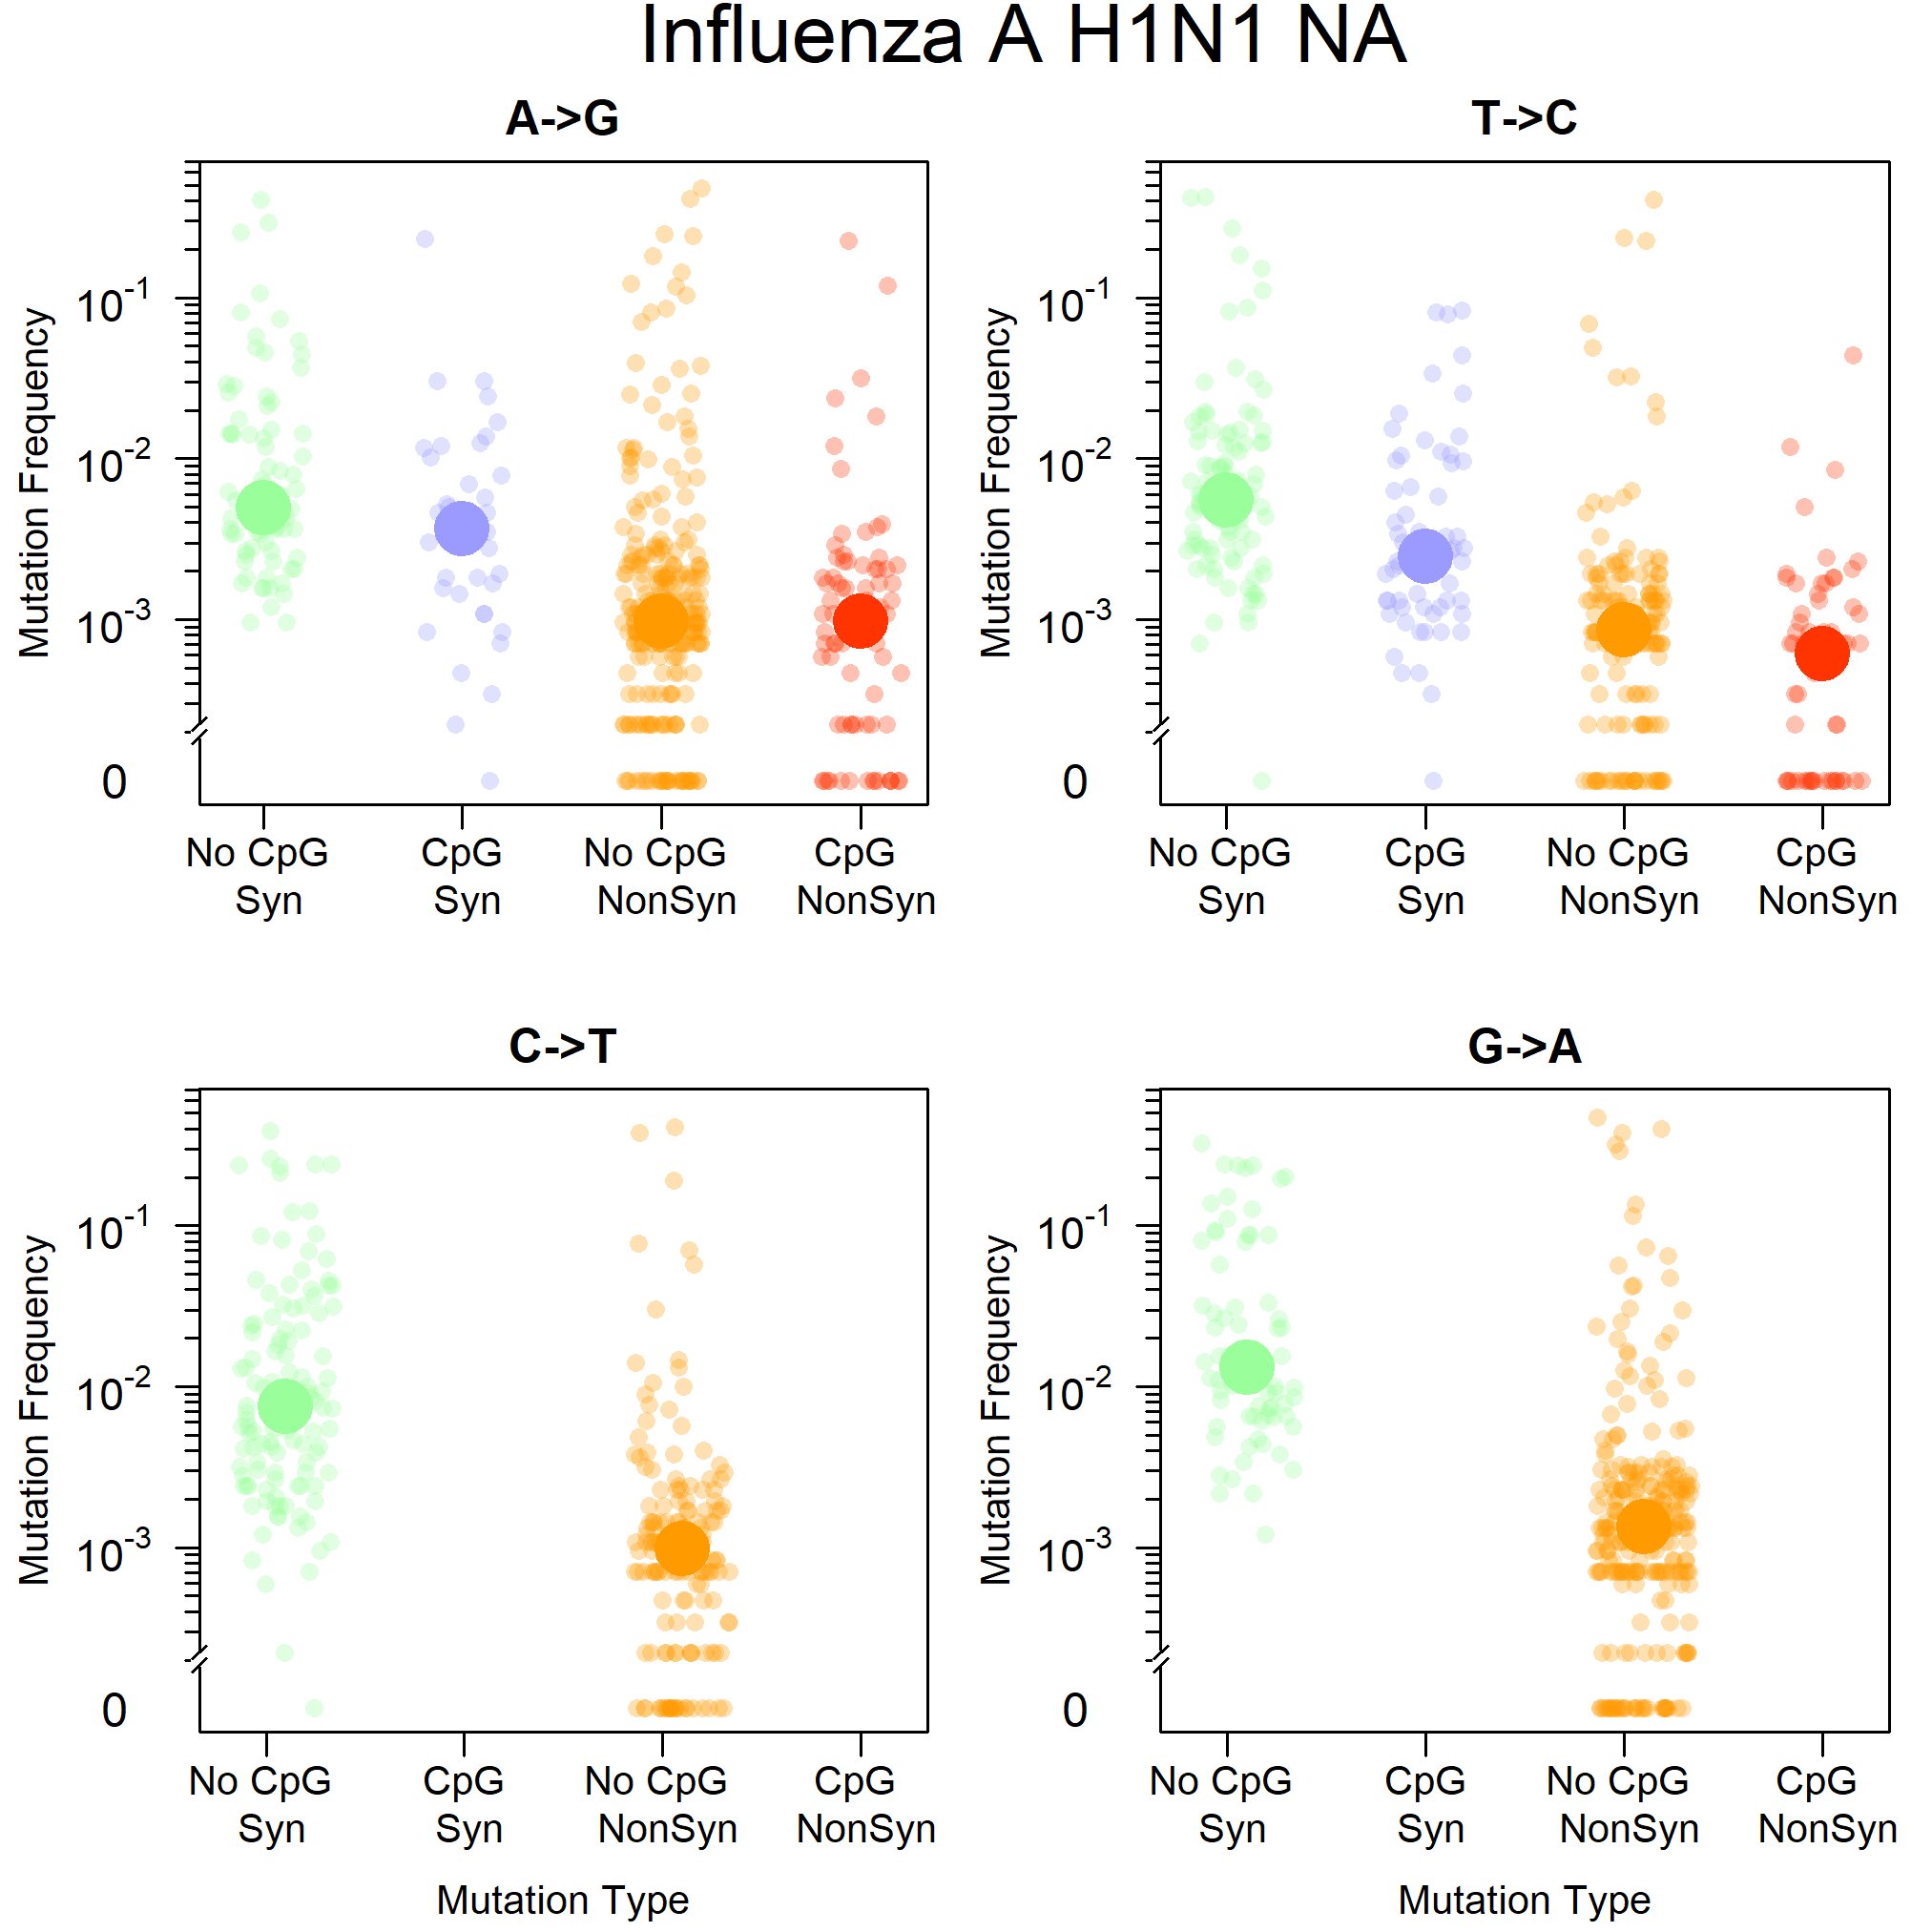 Influenza A H1N1 NA
A->G
Mutation Frequency
10-1
10-2
10-3
0
No CpG CpG No CpG CpG
Syn Syn NonSyn NonSyn
T->C
Mutation Frequency
10-1
10-2
10-3
0
No CpG CpG No CpG CpG
Syn Syn NonSyn NonSyn
C->T
Mutation Frequency
10-1
10-2
10-3
0
No CpG CpG No CpG CpG
Syn Syn NonSyn NonSyn
Mutation Type
G->A
Mutation Frequency
10-1
10-2
10-3
0
No CpG CpG No CpG CpG
Syn Syn NonSyn NonSyn
Mutation Type